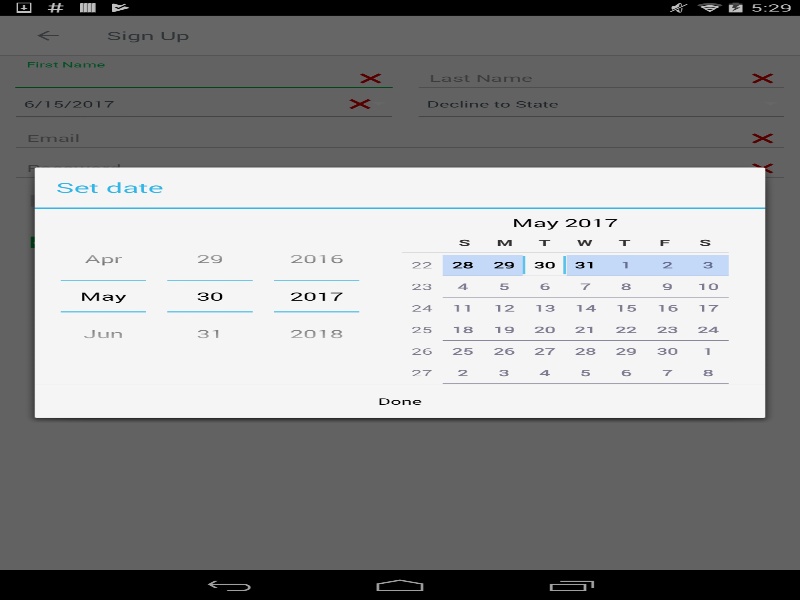 5:29
Sign Up
First Name
Last Name
6/15/2017
Decline to State
Email
Set date
May 2017
S M T W T F S
Apr 29 2016
May 30 2017
Jun 31 2018
22 28 29 30 31 1 2 3
23 4 5 6 7 8 9 10
24 11 12 13 14 15 16 17
25 18 19 20 21 22 23 24
26 25 26 27 28 29 30 1
27 2 3 4 5 6 7 8
Done